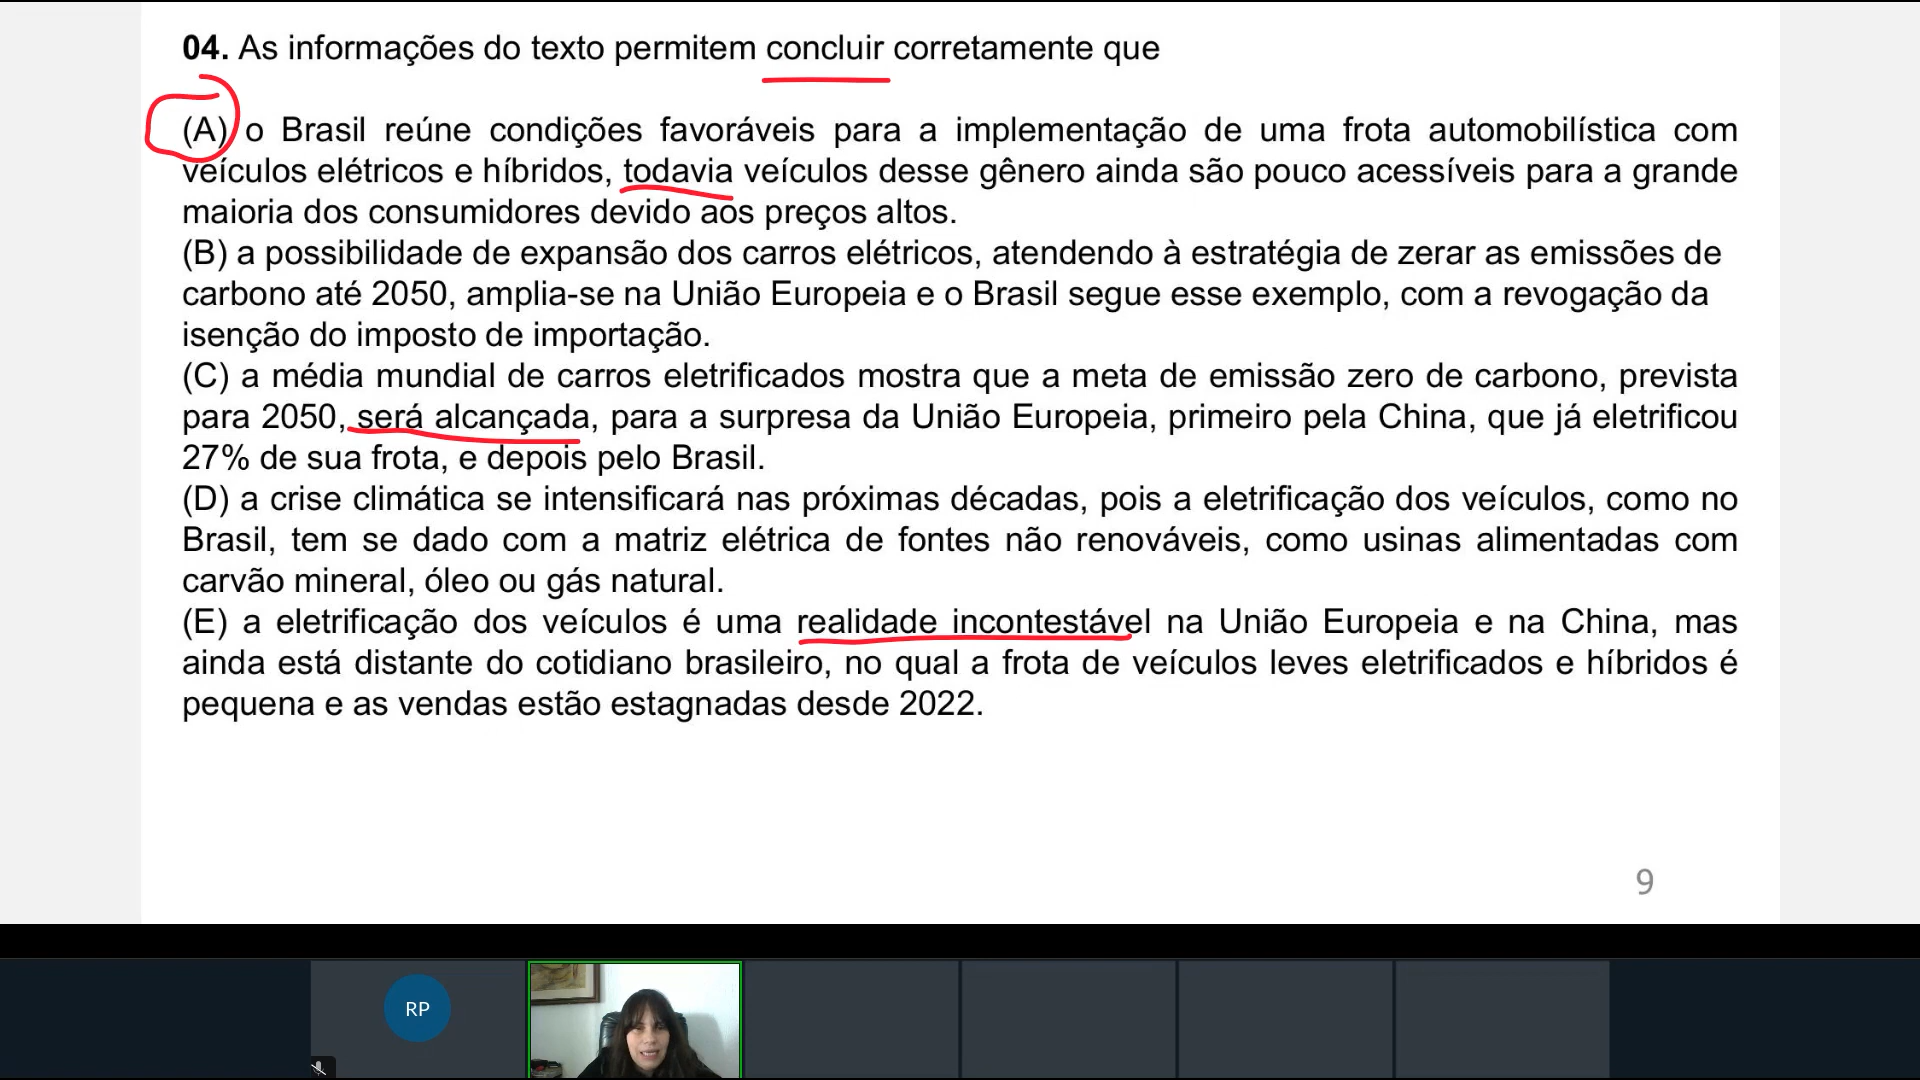 04. As informações do texto permitem concluir corretamente que
(A) o Brasil reúne condições favoráveis para a implementação de uma frota automobilística com
veículos elétricos e híbridos, todavia veículos desse gênero ainda são pouco acessíveis para a grande
maioria dos consumidores devido aos preços altos.
(B) a possibilidade de expansão dos carros elétricos, atendendo à estratégia de zerar as emissões de
carbono até 2050, amplia-se na União Europeia e o Brasil segue esse exemplo, com a revogação da
isenção do imposto de importação.
(C) a média mundial de carros eletrificados mostra que a meta de emissão zero de carbono, prevista
para 2050, será alcançada, para a surpresa da União Europeia, primeiro pela China, que já eletrificou
27% de sua frota, e depois pelo Brasil.
(D) a crise climática se intensificará nas próximas décadas, pois a eletrificação dos veículos, como no
Brasil, tem se dado com a matriz elétrica de fontes não renováveis, como usinas alimentadas com
carvão mineral, óleo ou gás natural.
(E) a eletrificação dos veículos é uma realidade incontestável na União Europeia e na China, mas
ainda está distante do cotidiano brasileiro, no qual a frota de veículos leves eletrificados e híbridos é
pequena e as vendas estão estagnadas desde 2022.
9
RP